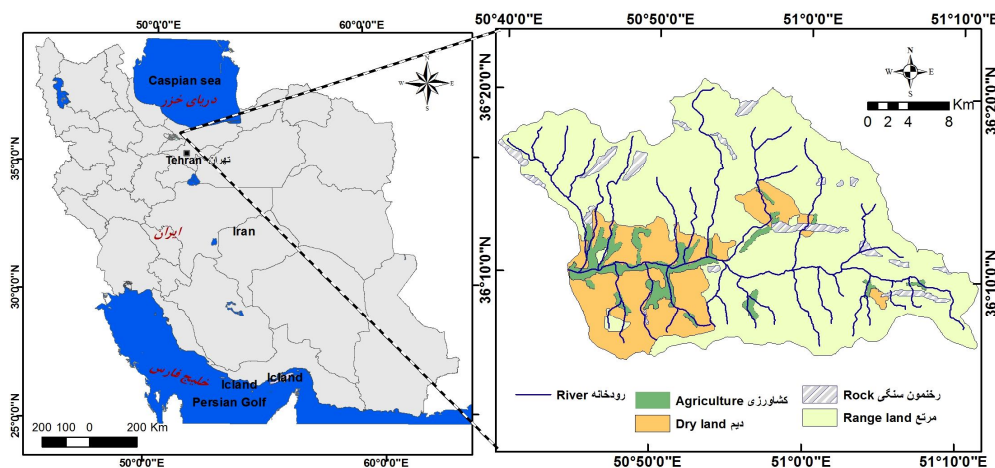 50°0'0"E
60°0'0"E
35°0'0"N
30°0'0"N
25°0'0"N
N
W
E
S
Caspian sea
دریای خزر
Tehran تهران
ایران
Iran
خلیج فارس
Icland
Icland
Persian Golf
200 100 0 200 Km
50°0'0"E
60°0'0"E
50°40'0"E
50°50'0"E
51°0'0"E
51°10'0"E
36°20'0"N
36°10'0"N
N
W
E
S
Km
0 2 4 8
36°20'0"N
36°10'0"N
River رودخانه
Agriculture کشاورزی
Rock رخنمون سنگی
Dry land دیم
Range land مرتع
50°50'0"E
51°0'0"E
51°10'0"E